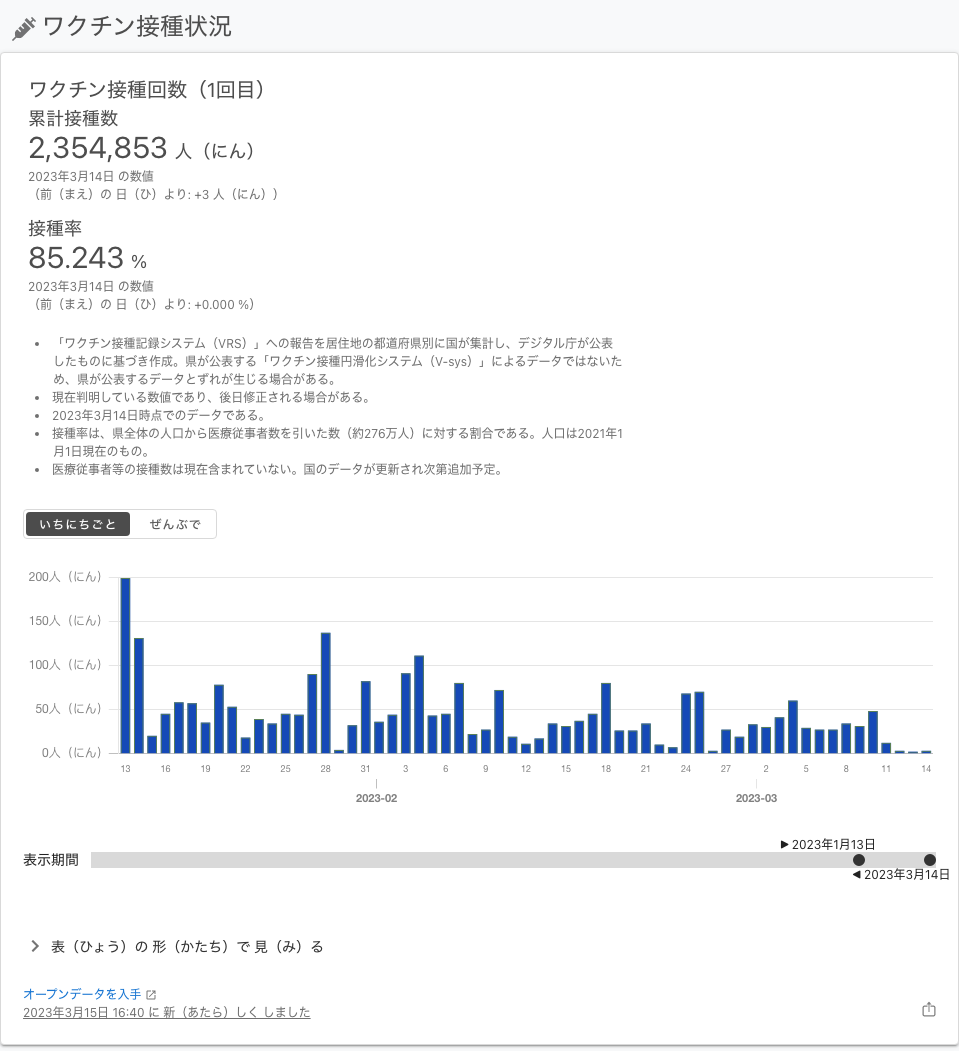 ワクチン接種状況
ワクチン接種回数（1回目）
累計接種数
2,354,853 人（にん）
2023年3月14日 の数値
（前（まえ）の 日（ひ）より: +3 人（にん））
接種率
85.243 %
2023年3月14日 の数値
（前（まえ）の 日（ひ）より: +0.000 %）
• 「ワクチン接種記録システム（VRS）」への報告を居住地の都道府県別に国が集計し、デジタル庁が公表
したものに基づき作成。県が公表する「ワクチン接種円滑化システム（V-sys）」によるデータではないた
め、県が公表するデータとずれが生じる場合がある。
• 現在判明している数値であり、後日修正される場合がある。
• 2023年3月14日時点でのデータである。
• 接種率は、県全体の人口から医療従事者数を引いた数（約276万人）に対する割合である。人口は2021年1
月1日現在のもの。
• 医療従事者等の接種数は現在含まれていない。国のデータが更新され次第追加予定。
いちにちごと ぜんぶで
200人（にん）
150人（にん）
100人（にん）
50人（にん）
0人（にん）
13 16 19 22 25 28 31 3 6 9 12 15 18 21 24 27 2 5 8 11 14
2023-02 2023-03
▶ 2023年1月13日
表示期間
◀ 2023年3月14日
表（ひょう）の 形（かたち）で 見（み）る
オープンデータを入手
2023年3月15日 16:40 に 新（あたら）しく しました